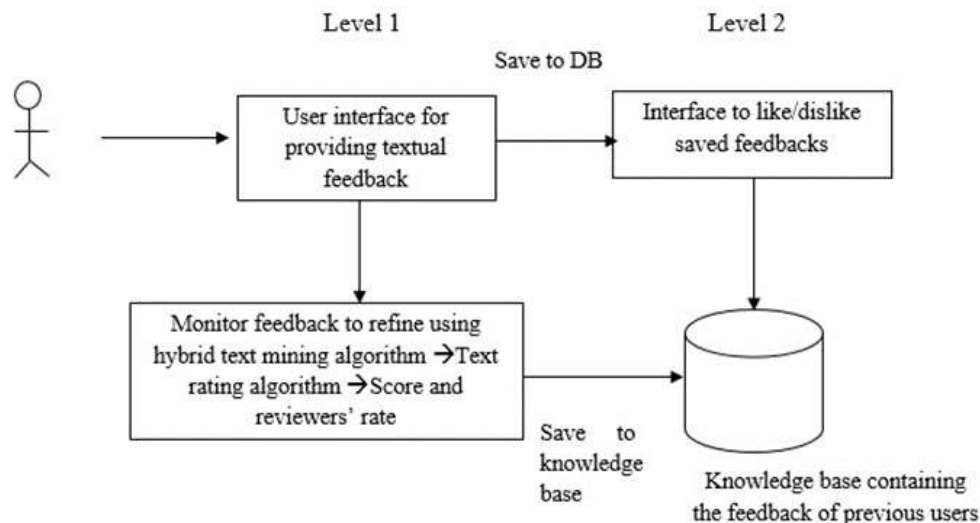 Level 1
Level 2
Save to DB
User interface for
providing textual
feedback
Interface to like/dislike
saved feedbacks
Monitor feedback to refine using
hybrid text mining algorithm →Text
rating algorithm →Score and
reviewers’ rate
Save to
knowledge
base
Knowledge base containing
the feedback of previous users